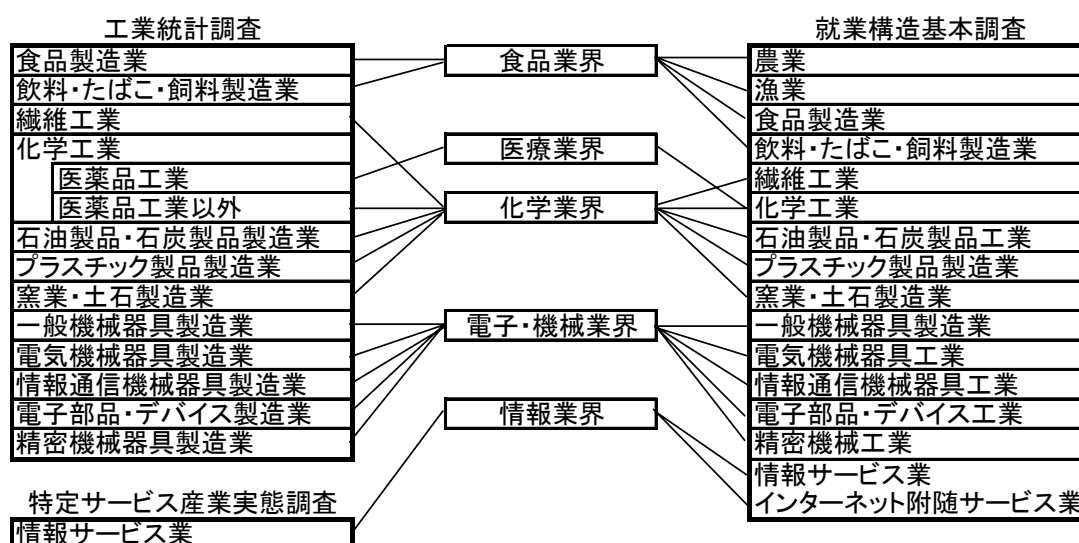 工業統計調査
食品製造業
飲料・たばこ・飼料製造業
繊維工業
化学工業
医薬品工業
医薬品工業以外
石油製品・石炭製品製造業
プラスチック製品製造業
窯業・土石製造業
一般機械器具製造業
電気機械器具製造業
情報通信機械器具製造業
電子部品・デバイス製造業
精密機械器具製造業
特定サービス産業実態調査
情報サービス業
食品業界
医療業界
化学業界
電子・機械業界
情報業界
就業構造基本調査
農業
漁業
食品製造業
飲料・たばこ・飼料製造業
繊維工業
化学工業
石油製品・石炭製品工業
プラスチック製品製造業
窯業・土石製造業
一般機械器具製造業
電気機械器具工業
情報通信機械器具工業
電子部品・デバイス工業
精密機械工業
情報サービス業
インターネット附随サービス業